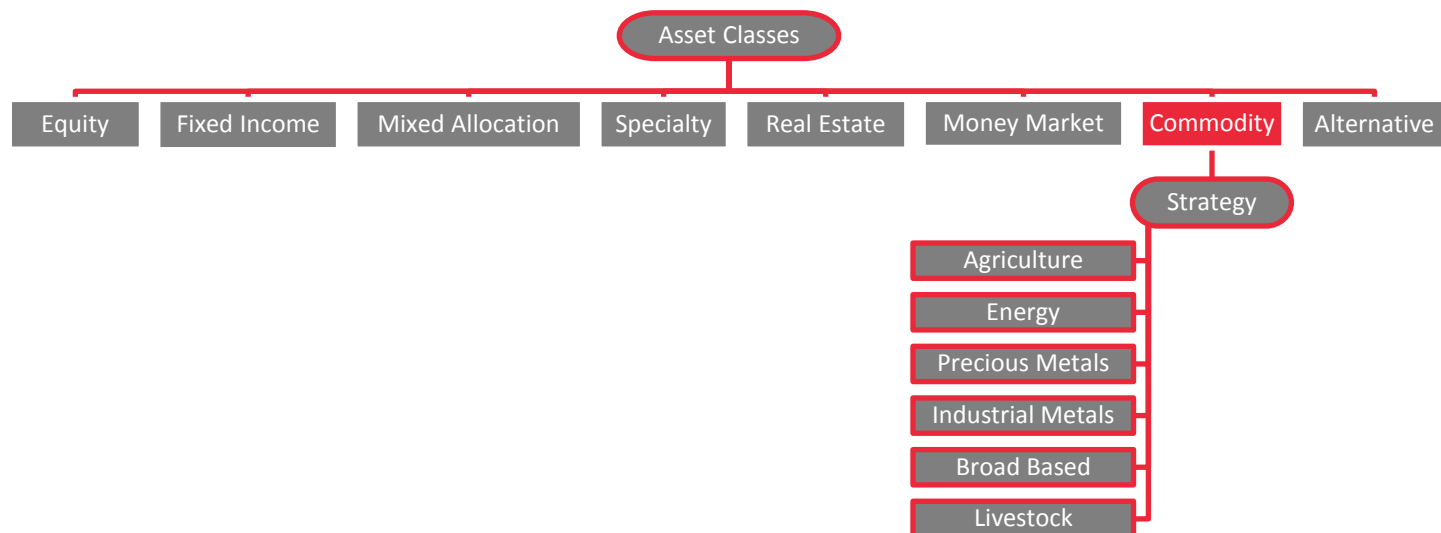 Asset Classes
Equity
Fixed Income
Mixed Allocation
Specialty
Real Estate
Money Market
Commodity
Alternative
Strategy
Agriculture
Energy
Precious Metals
Industrial Metals
Broad Based
Livestock